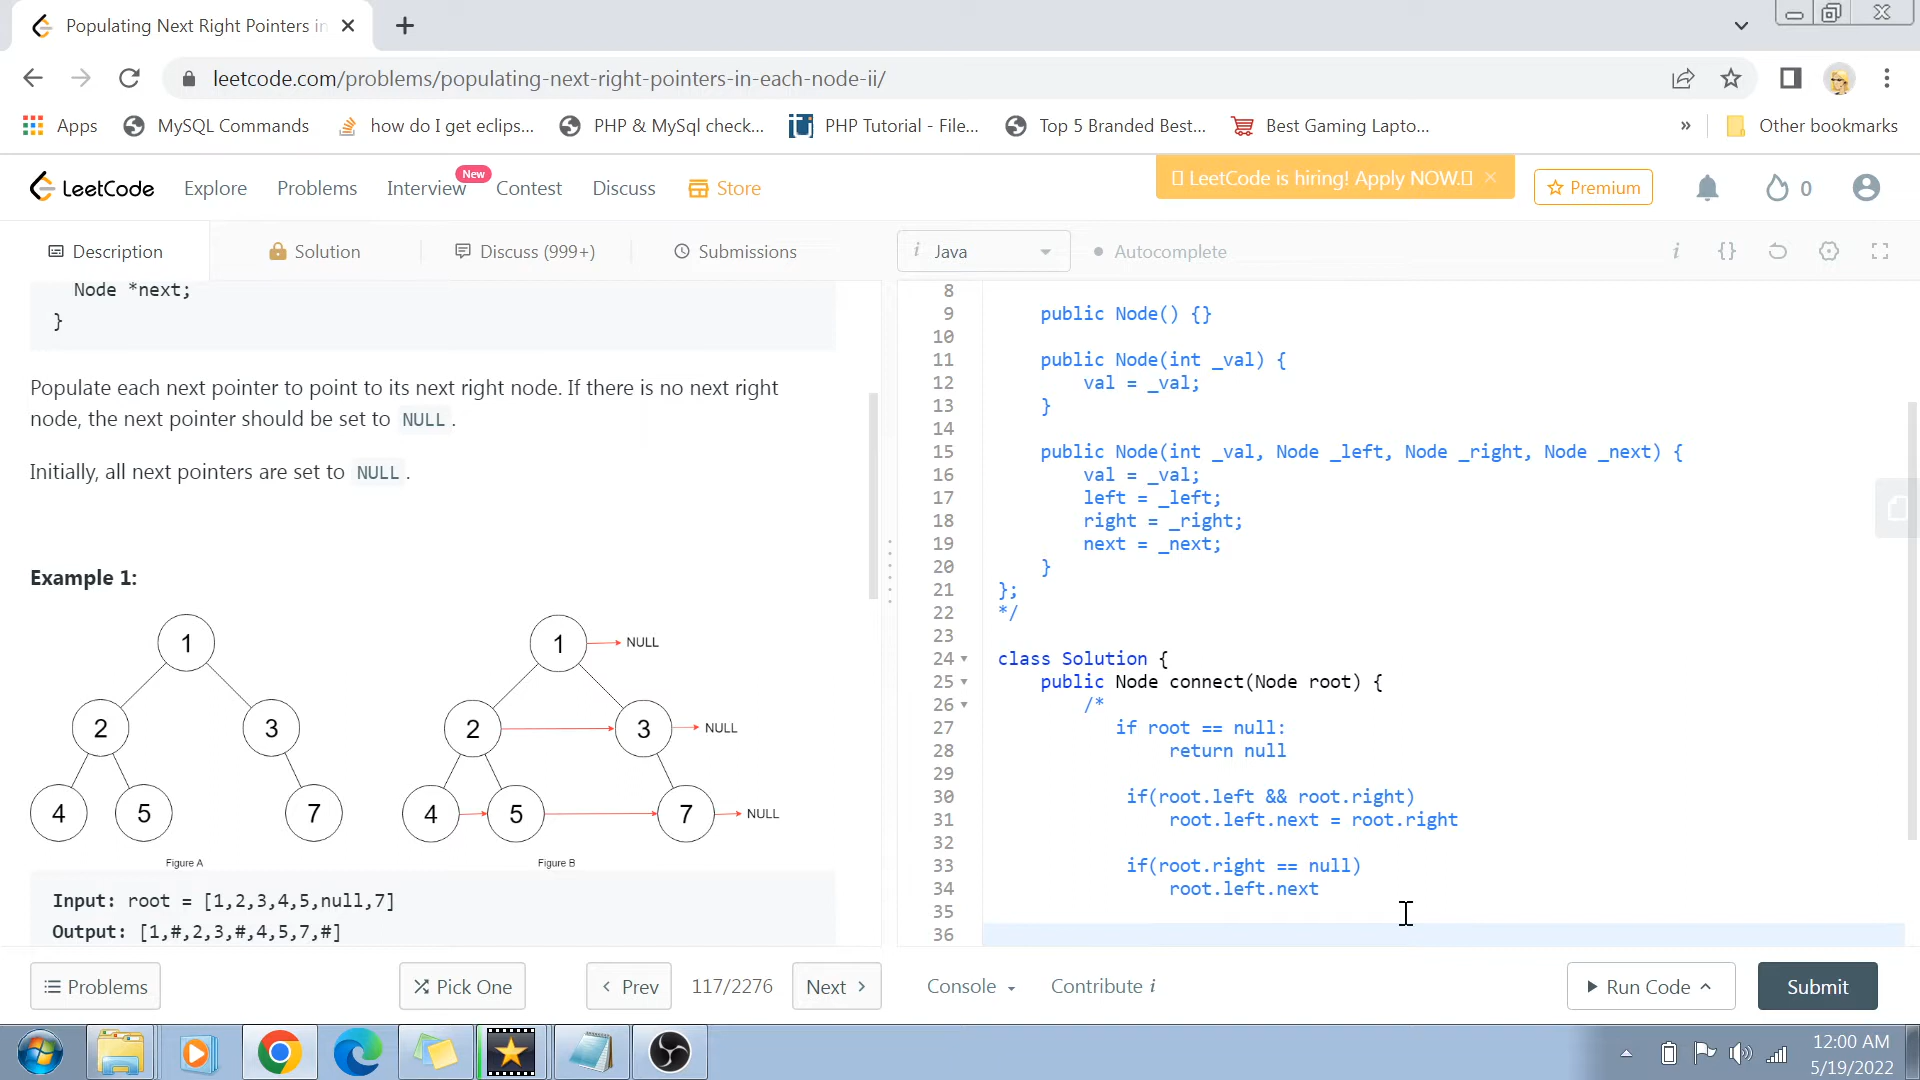 Populating Next Right Pointers in
leetcode.com/problems/populating-next-right-pointers-in-each-node-ii/
Apps
MySQL Commands
how do I get eclips...
PHP & MySql check...
PHP Tutorial - File...
Top 5 Branded Best...
Best Gaming Lapto...
»
Other bookmarks
LeetCode
Explore
Problems
Interview
New
Contest
Discuss
Store
LeetCode is hiring! Apply NOW.
Premium
0
Description
Solution
Discuss (999+)
Submissions
i Java
Autocomplete
i {}
Node *next;
}
Populate each next pointer to point to its next right node. If there is no next right
node, the next pointer should be set to NULL.
Initially, all next pointers are set to NULL.
Example 1:
1
2 3
4 5 7
Figure A
1 NULL
2 3 NULL
4 5 7 NULL
Figure B
Input: root = [1,2,3,4,5,null,7]
Output: [1,#,2,3,#,4,5,7,#]
8
9 public Node() {}
10
11 public Node(int _val) {
12 val = _val;
13 }
14
15 public Node(int _val, Node _left, Node _right, Node _next) {
16 val = _val;
17 left = _left;
18 right = _right;
19 next = _next;
20 }
21 };
22 */
23
24 class Solution {
25 public Node connect(Node root) {
26 /*
27 if root == null:
28 return null
29
30 if(root.left && root.right)
31 root.left.next = root.right
32
33 if(root.right == null)
34 root.left.next
35
36
Problems
Pick One
Prev
117/2276
Next
Console
Contribute i
Run Code
Submit
12:00 AM
5/19/2022